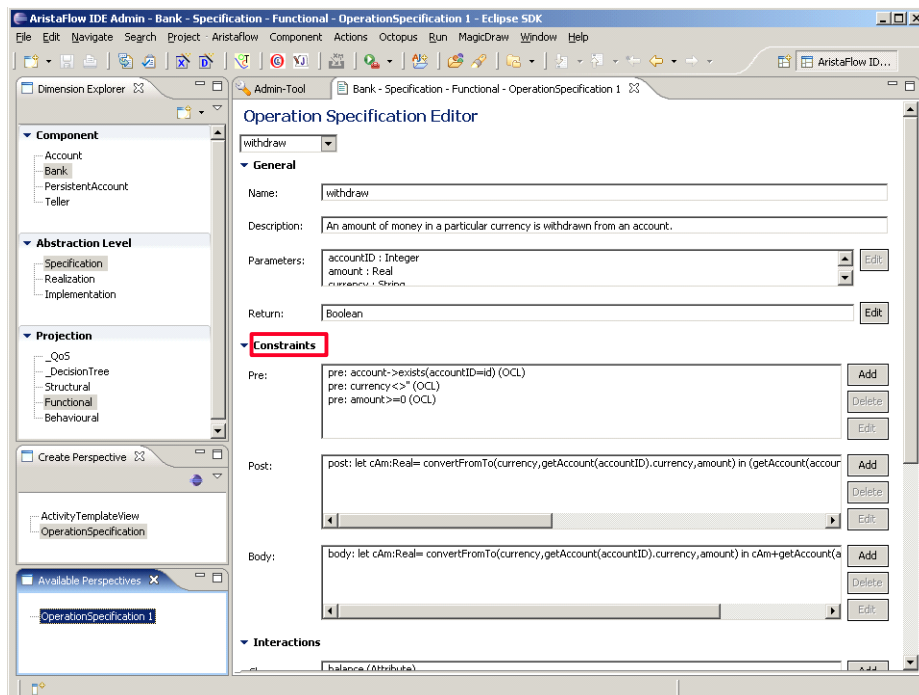 AristaFlow IDE Admin - Bank - Specification - Functional - OperationSpecification 1 - Eclipse SDK
File Edit Navigate Search Project Aristaflow Component Actions Octopus Run MagicDraw Window Help
AristaFlow ID...
Dimension Explorer
Component
Account
Bank
PersistentAccount
Teller
Abstraction Level
Specification
Realization
Implementation
Projection
_QoS
_DecisionTree
Structural
Functional
Behavioural
Create Perspective
ActivityTemplateView
OperationSpecification
Available Perspectives
OperationSpecification 1
Admin-Tool
Bank - Specification - Functional - OperationSpecification 1
Operation Specification Editor
withdraw
General
Name: withdraw
Description: An amount of money in a particular currency is withdrawn from an account.
Parameters: accountID : Integer Edit
amount : Real
currency : String
Return: Boolean Edit
Constraints
Pre: pre: account->exists(accountID=id) (OCL) Add
pre: currency<>'' (OCL) Delete
pre: amount>=0 (OCL) Edit
Post: post: let cAm:Real= convertFromTo(currency,getAccount(accountID).currency,amount) in (getAccount(accour Add
Delete
Edit
Body: body: let cAm:Real= convertFromTo(currency,getAccount(accountID).currency,amount) in cAm+getAccount(a Add
Delete
Edit
Interactions
balance (Attribute) Add